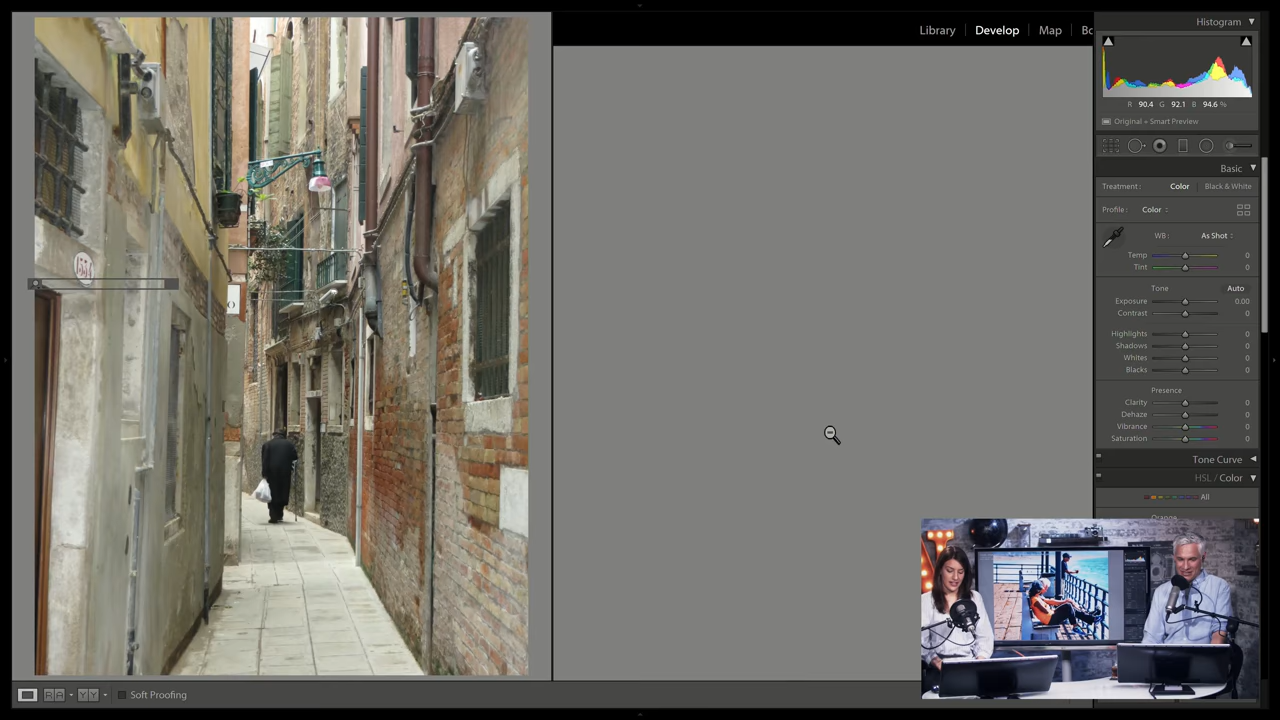 Library | Develop | Map | Bo
Histogram
R 90.4 G 92.1 B 94.6 %
Original + Smart Preview
Basic
Treatment: Color | Black & White
Profile: Color
WB: As Shot
Temp 0
Tint 0
Tone Auto
Exposure 0.00
Contrast 0
Highlights 0
Shadows 0
Whites 0
Blacks 0
Presence
Clarity 0
Dehaze 0
Vibrance 0
Saturation 0
Tone Curve
HSL / Color
All
Orange
R A Y Y Soft Proofing